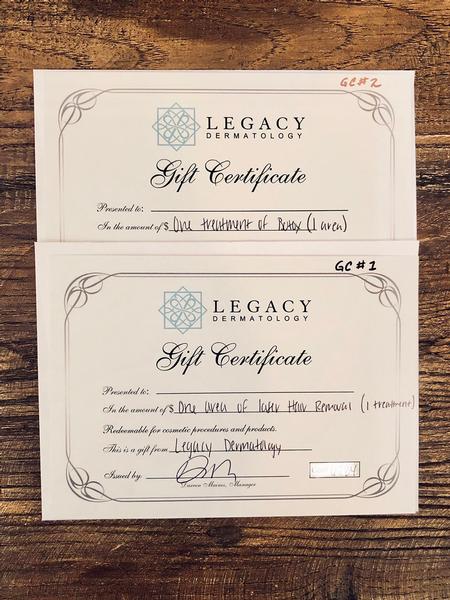 GC #2
LEGACY
DERMATOLOGY
Gift Certificate
Presented to:
In the amount of $ One treatment of Botox (1 area)
GC #1
LEGACY
DERMATOLOGY
Gift Certificate
Presented to:
In the amount of $ One area of laser Hair Removal (1 treatment)
Redeemable for cosmetic procedures and products.
This is a gift from Legacy Dermatology
Issued by:
Manager